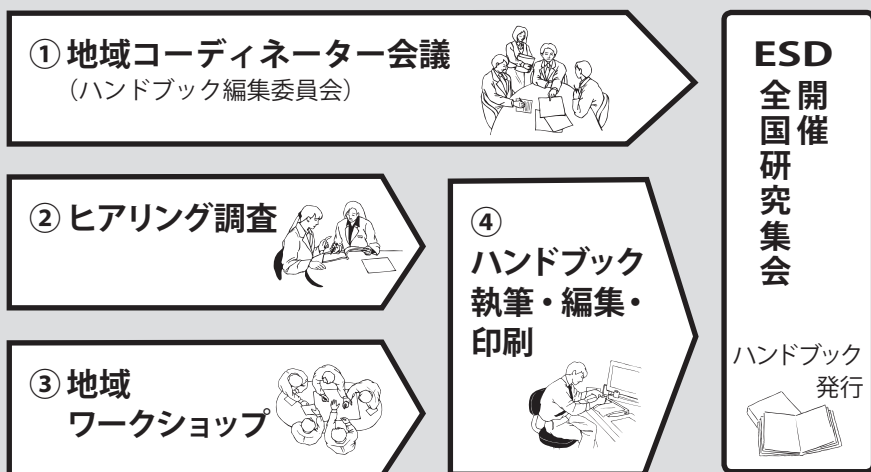 ① 地域コーディネーター会議
（ハンドブック編集委員会）
② ヒアリング調査
③ 地域
ワークショップ
④
ハンドブック
執筆・編集・
印刷
ESD
全国研究集会
開催
ハンドブック
発行